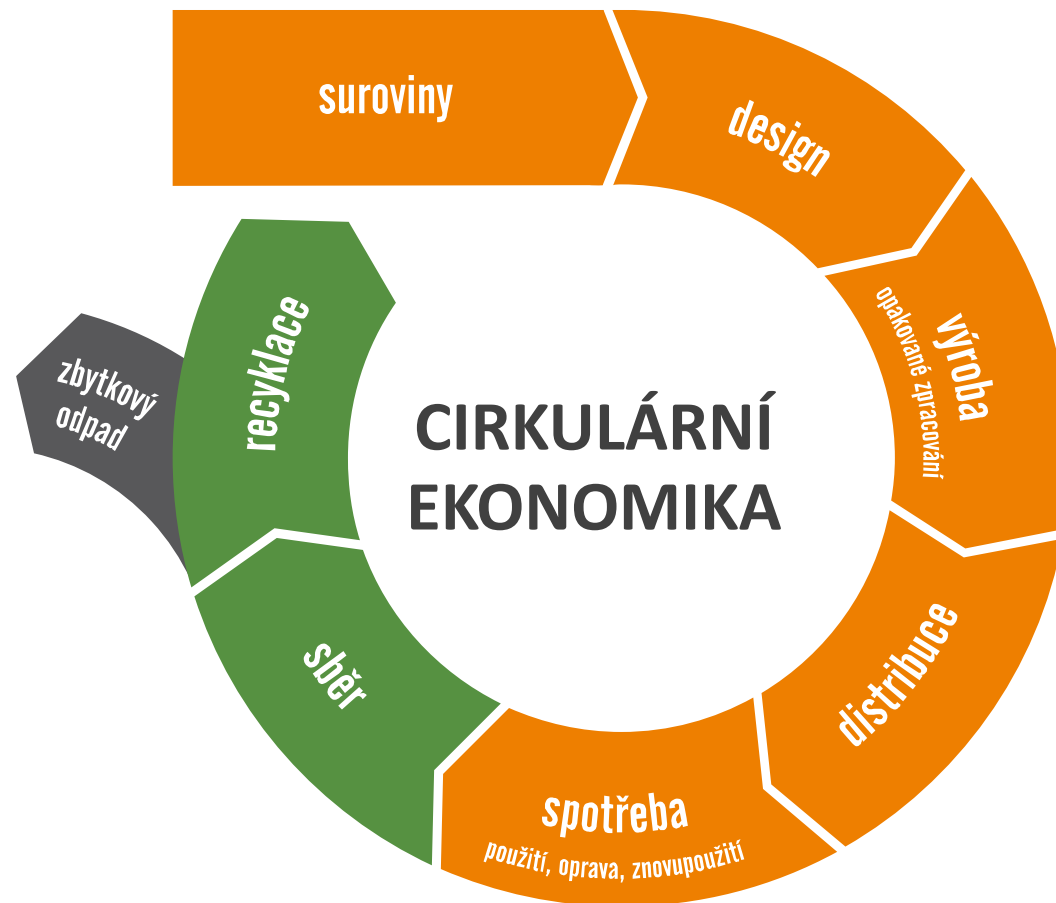 suroviny
design
výroba
opakované zpracování
distribuce
spotřeba
použití, oprava, znovupoužití
sběr
recyklace
zbytkový
odpad
CIRKULÁRNÍ
EKONOMIKA